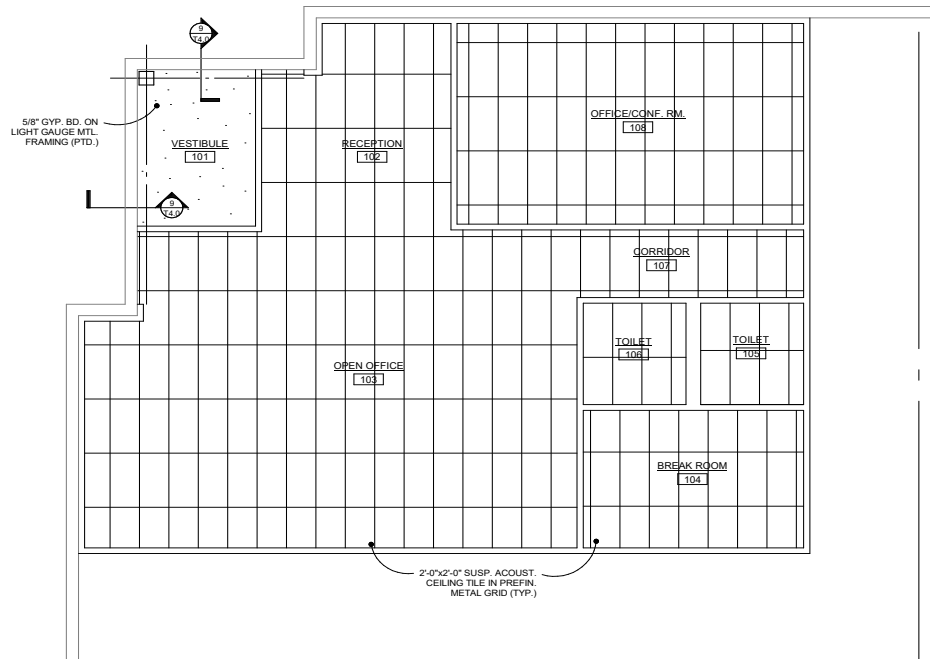 9
T4.0
5/8" GYP. BD. ON
LIGHT GAUGE MTL.
FRAMING (PTD.)
VESTIBULE
101
RECEPTION
102
OFFICE/CONF. RM.
108
9
T4.0
CORRIDOR
107
TOILET
106
TOILET
105
OPEN OFFICE
103
BREAK ROOM
104
2'-0"x2'-0" SUSP. ACOUST.
CEILING TILE IN PREFIN.
METAL GRID (TYP.)